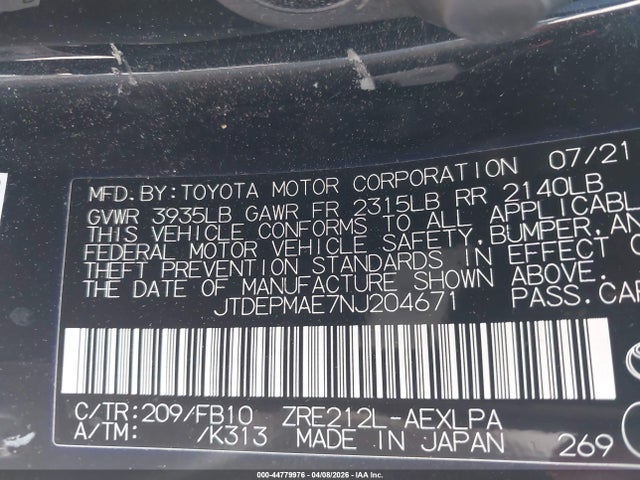 MFD.BY:TOYOTA MOTOR CORPORATION 07/21
GVWR 3935LB GAWR FR 2315LB RR 2140LB
THIS VEHICLE CONFORMS TO ALL APPLICABL
FEDERAL MOTOR VEHICLE SAFETY,BUMPER,AN
THEFT PREVENTION STANDARDS IN EFFECT O
THE DATE OF MANUFACTURE SHOWN ABOVE.
JTDEPMAE7NJ204671 PASS.CAR
C/TR:209/FB10 ZRE212L-AEXLPA
A/TM: /K313 MADE IN JAPAN 269
000-44779976 04/08/2026 IAA Inc.